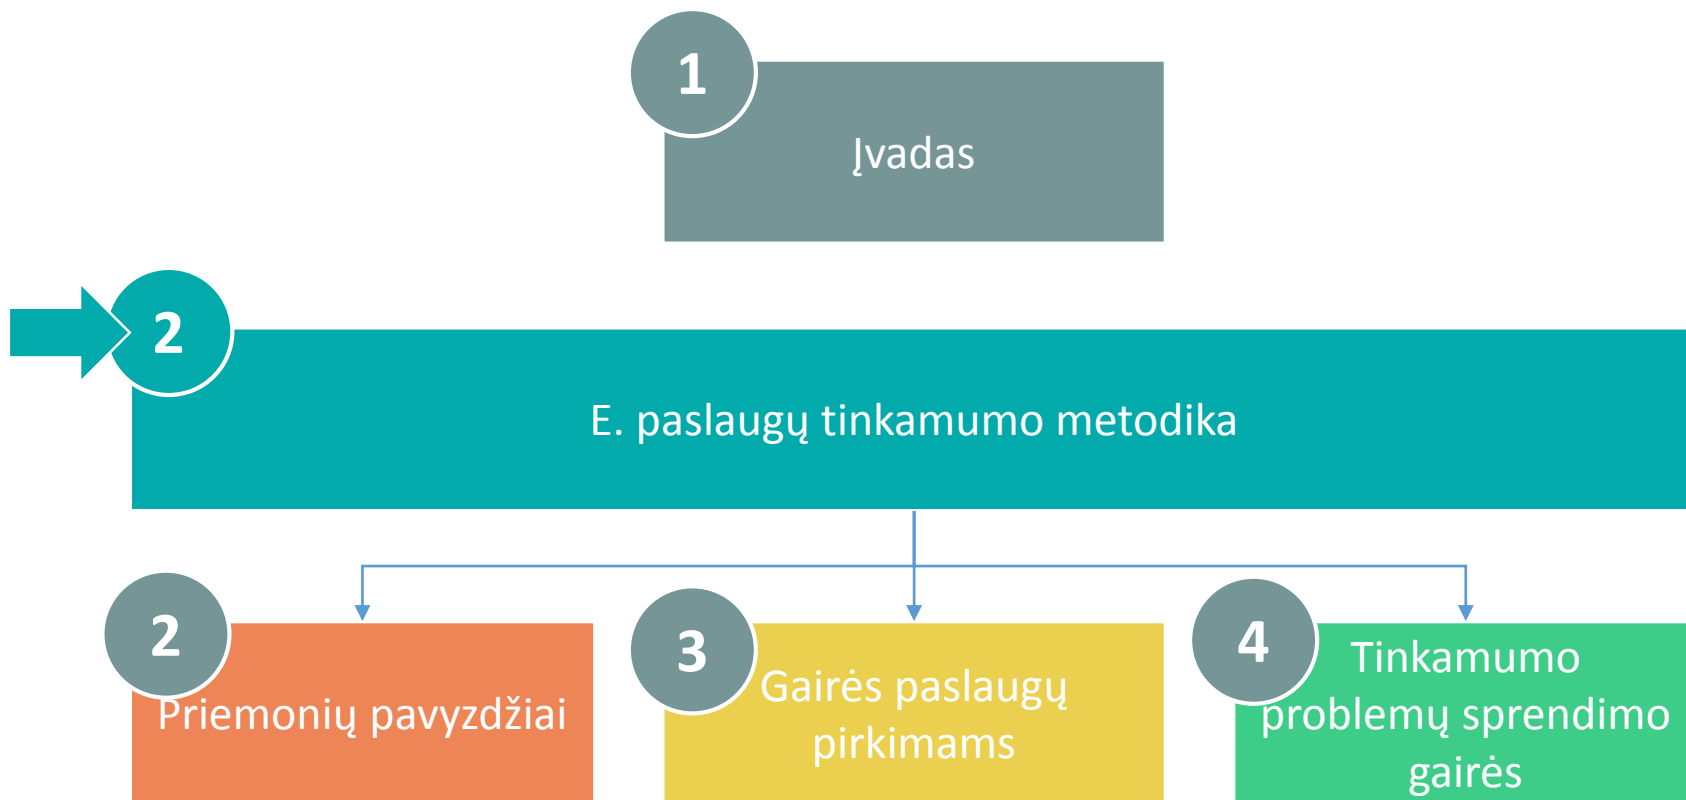 1
Įvadas
2
E. paslaugų tinkamumo metodika
2
Priemonių pavyzdžiai
3
Gairės paslaugų
pirkimams
4
Tinkamumo
problemų sprendimo
gairės